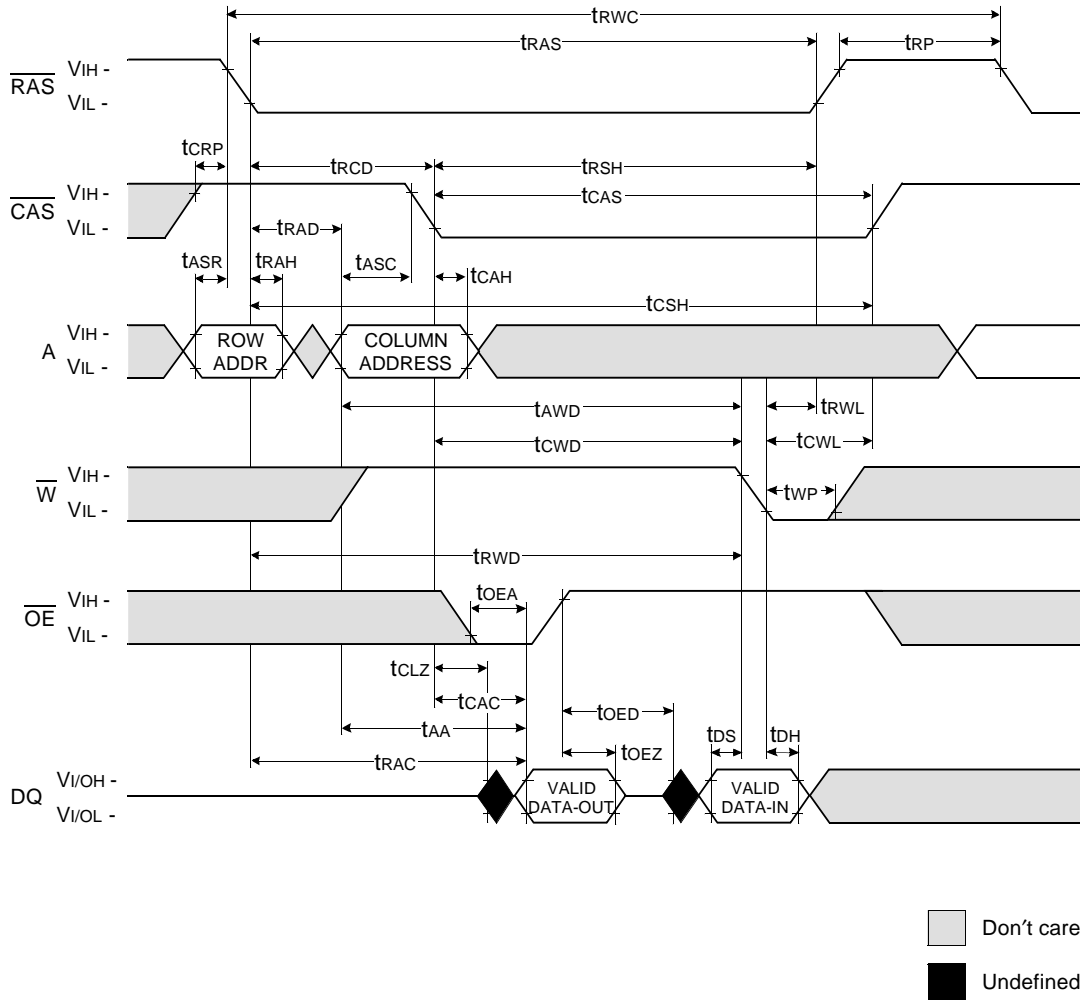 tRWC
tRAS
tRP
RAS
VIH -
VIL -
tCRP
tRCD
tRSH
CAS
VIH -
VIL -
tCAS
tRAD
tASR
tRAH
tASC
tCAH
tCSH
A
VIH -
VIL -
ROW
ADDR
COLUMN
ADDRESS
tAWD
tRWL
tCWD
tCWL
W
VIH -
VIL -
tWP
tRWD
OE
VIH -
VIL -
tOEA
tCLZ
tCAC
tOED
tAA
tOEZ
tDS
tDH
tRAC
DQ
VI/OH -
VI/OL -
VALID
DATA-OUT
VALID
DATA-IN
Don't care
Undefined